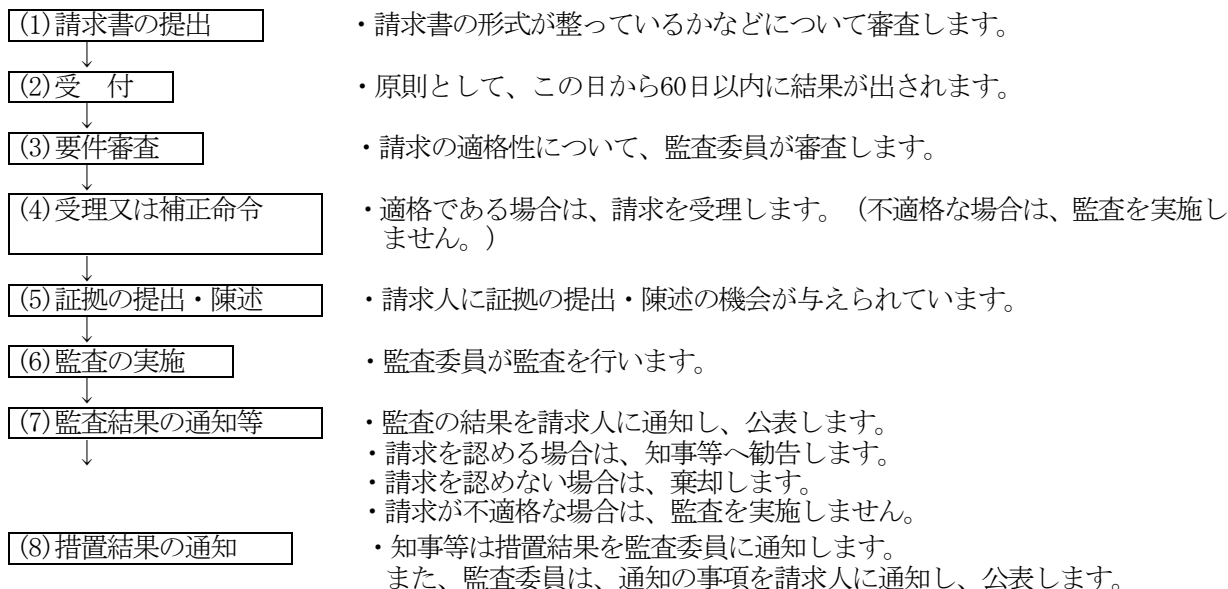 (1)請求書の提出 ・請求書の形式が整っているかなどについて審査します。
↓
(2)受　付 ・原則として、この日から60日以内に結果が出されます。
↓
(3)要件審査 ・請求の適格性について、監査委員が審査します。
↓
(4)受理又は補正命令 ・適格である場合は、請求を受理します。（不適格な場合は、監査を実施し
ません。）
↓
(5)証拠の提出・陳述 ・請求人に証拠の提出・陳述の機会が与えられています。
↓
(6)監査の実施 ・監査委員が監査を行います。
↓
(7)監査結果の通知等 ・監査の結果を請求人に通知し、公表します。
↓ ・請求を認める場合は、知事等へ勧告します。
・請求を認めない場合は、棄却します。
・請求が不適格な場合は、監査を実施しません。
(8)措置結果の通知 ・知事等は措置結果を監査委員に通知します。
また、監査委員は、通知の事項を請求人に通知し、公表します。